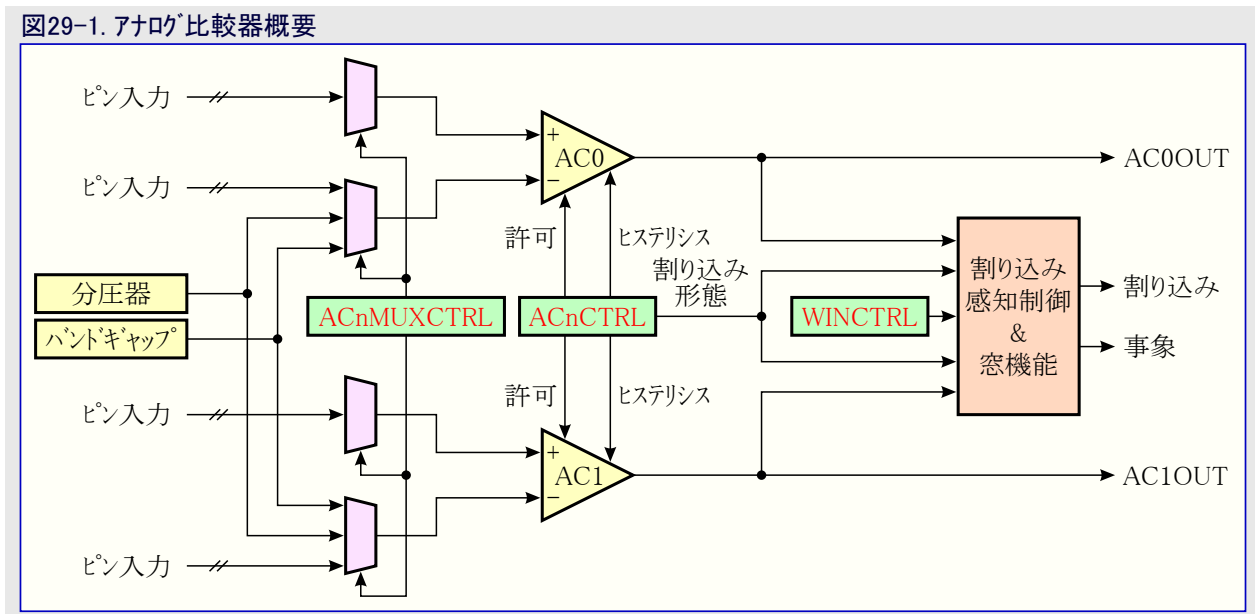 図29-1. アナログ比較器概要
ピン入力
ピン入力
分圧器
バンドギャップ
ピン入力
ピン入力
ACnMUXCTRL
+
AC0
−
許可
ヒステリシス
割り込み
形態
ACnCTRL
許可
ヒステリシス
+
AC1
−
WINCTRL
割り込み
感知制御
&
窓機能
AC0OUT
割り込み
事象
AC1OUT